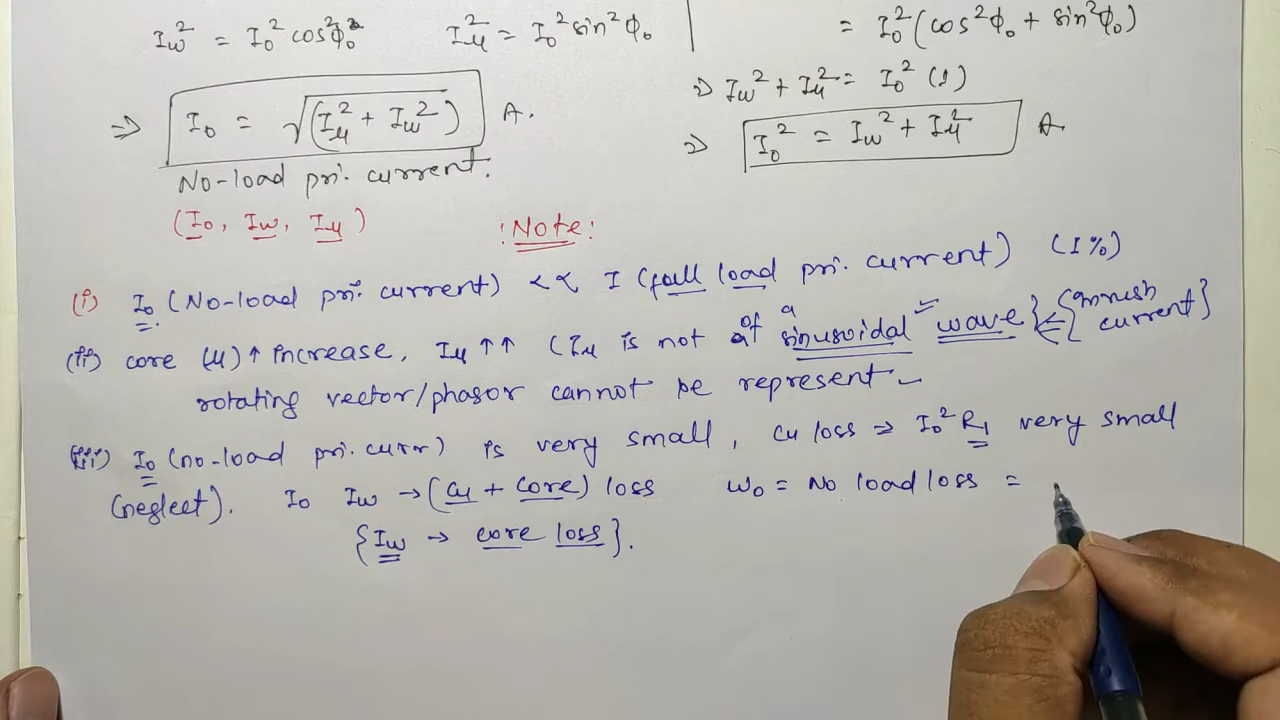 Iw² = I₀² cos²φ₀²
Iμ² = I₀² sin²φ₀
⇒ I₀ = √(Iμ² + Iw²) A.
No-load pri. current.
(I₀, Iw, Iμ)
= I₀² (cos²φ₀ + sin²φ₀)
⇒ Iw² + Iμ² = I₀² (1)
⇒ I₀² = Iw² + Iμ² A
:Note:
(i) I₀ (No-load pri. current) << I (full load pri. current) (1%)
(ii) core (μ)↑ increase, Iμ↑↑ (Iμ is not of a sinusoidal wave} ⇐ { current}
rotating vector/phasor cannot be represent
(iii) I₀ (no-load pri. curr) is very small, cu loss ⇒ I₀²R₁ very small
(neglect). I₀ Iw → (cu + core) loss W₀ = No load loss =
{Iw → core loss}.